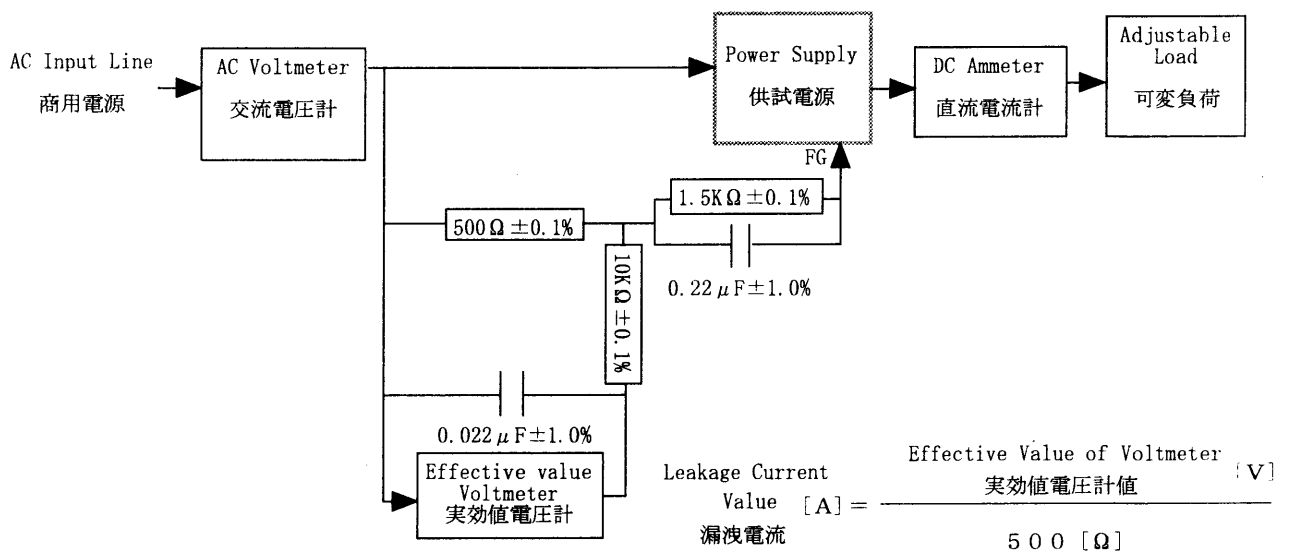 AC Input Line
商用電源
AC Voltmeter
交流電圧計
Power Supply
供試電源
DC Ammeter
直流電流計
Adjustable
Load
可変負荷
FG
1.5KΩ±0.1%
500Ω±0.1%
10KΩ±0.1%
0.22μF±1.0%
0.022μF±1.0%
Effective value
Voltmeter
実効値電圧計
Leakage Current
Value [A]=
漏洩電流
Effective Value of Voltmeter
実効値電圧計値 [V]
500[Ω]